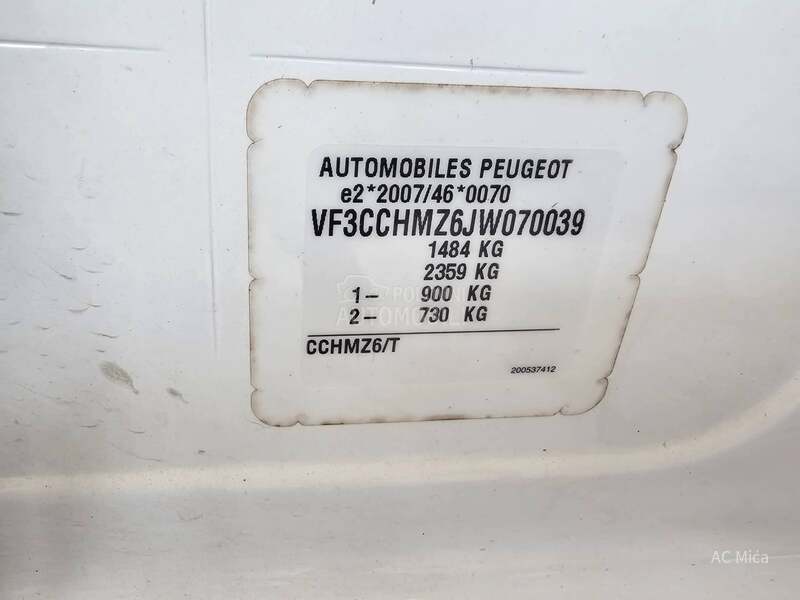 AUTOMOBILES PEUGEOT
e2*2007/46*0070
VF3CCHMZ6JW070039
1484 KG
2359 KG
1- 900 KG
2- 730 KG
CCHMZ6/T
200537412
AC Mića